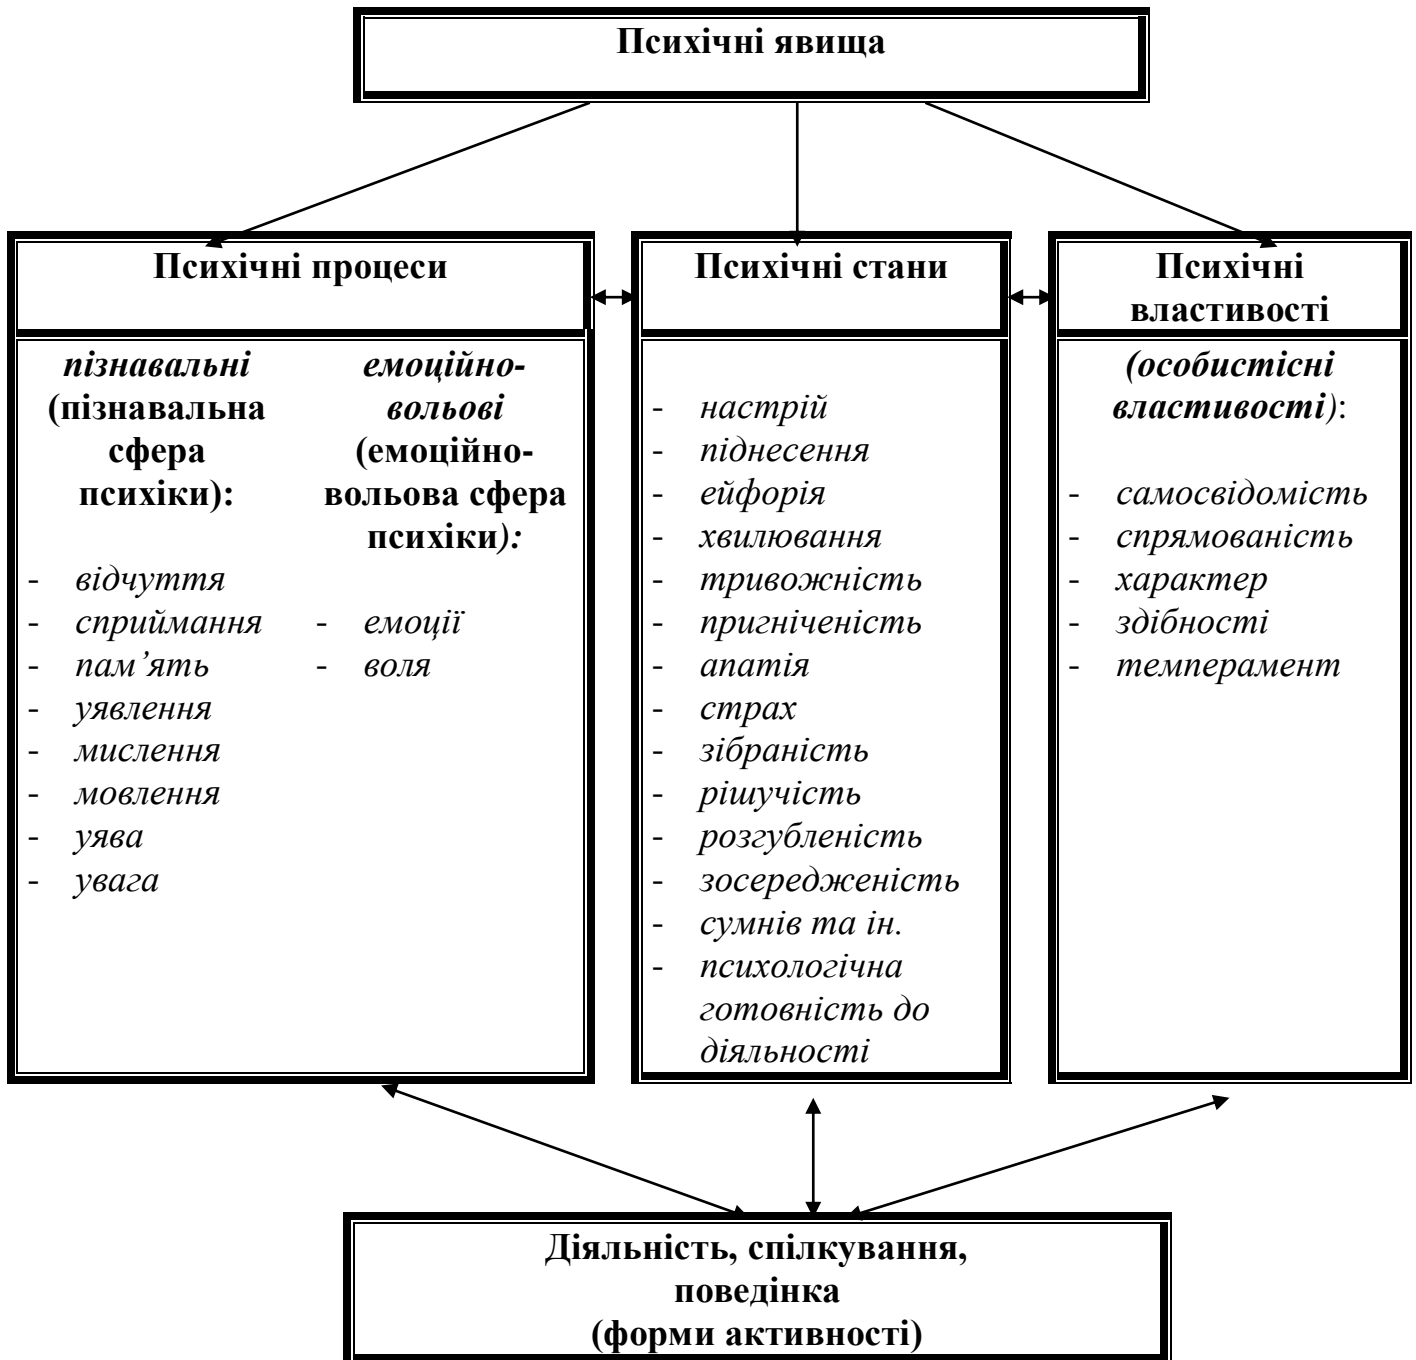 Психічні явища
Психічні процеси
пізнавальні
(пізнавальна
сфера
психіки):
- відчуття
- сприймання
- пам’ять
- уявлення
- мислення
- мовлення
- уява
- увага
емоційно-
вольові
(емоційно-
вольова сфера
психіки):
- емоції
- воля
Психічні стани
- настрій
- піднесення
- ейфорія
- хвилювання
- тривожність
- пригніченість
- апатія
- страх
- зібраність
- рішучість
- розгубленість
- зосередженість
- сумнів та ін.
- психологічна
готовність до
діяльності
Психічні
властивості
(особистісні
властивості):
- самосвідомість
- спрямованість
- характер
- здібності
- темперамент
Діяльність, спілкування,
поведінка
(форми активності)